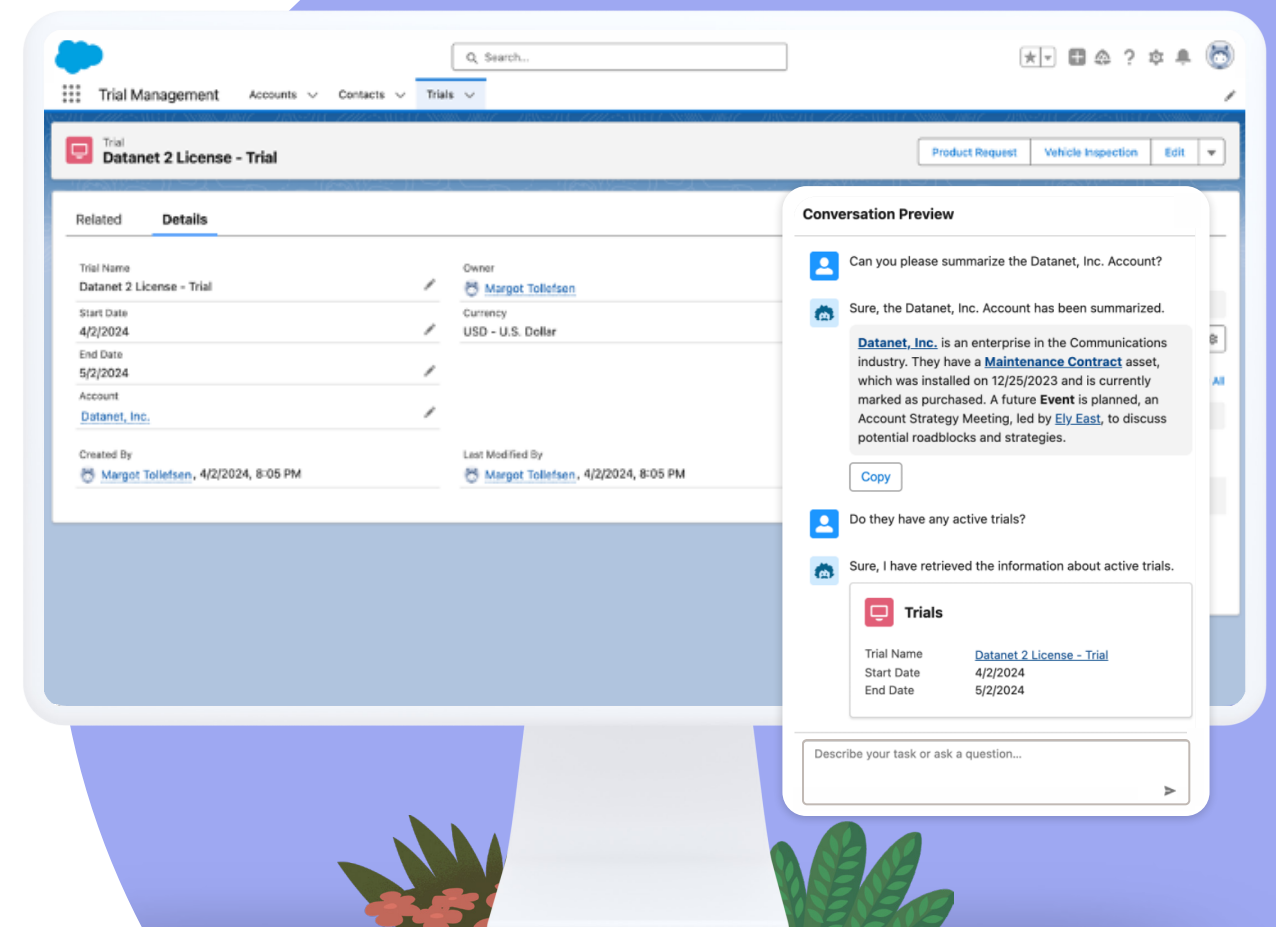 Search...
Trial Management Accounts Contacts Trials
Trial
Datanet 2 License - Trial
Product Request Vehicle Inspection Edit
Related Details
Trial Name
Datanet 2 License - Trial
Start Date
4/2/2024
End Date
5/2/2024
Account
Datanet, Inc.
Created By
Margot Tollefsen, 4/2/2024, 8:05 PM
Owner
Margot Tollefsen
Currency
USD - U.S. Dollar
Last Modified By
Margot Tollefsen, 4/2/2024, 8:05 PM
All
Conversation Preview
Can you please summarize the Datanet, Inc. Account?
Sure, the Datanet, Inc. Account has been summarized.
Datanet, Inc. is an enterprise in the Communications
industry. They have a Maintenance Contract asset,
which was installed on 12/25/2023 and is currently
marked as purchased. A future Event is planned, an
Account Strategy Meeting, led by Ely East, to discuss
potential roadblocks and strategies.
Copy
Do they have any active trials?
Sure, I have retrieved the information about active trials.
Trials
Trial Name Datanet 2 License - Trial
Start Date 4/2/2024
End Date 5/2/2024
Describe your task or ask a question...